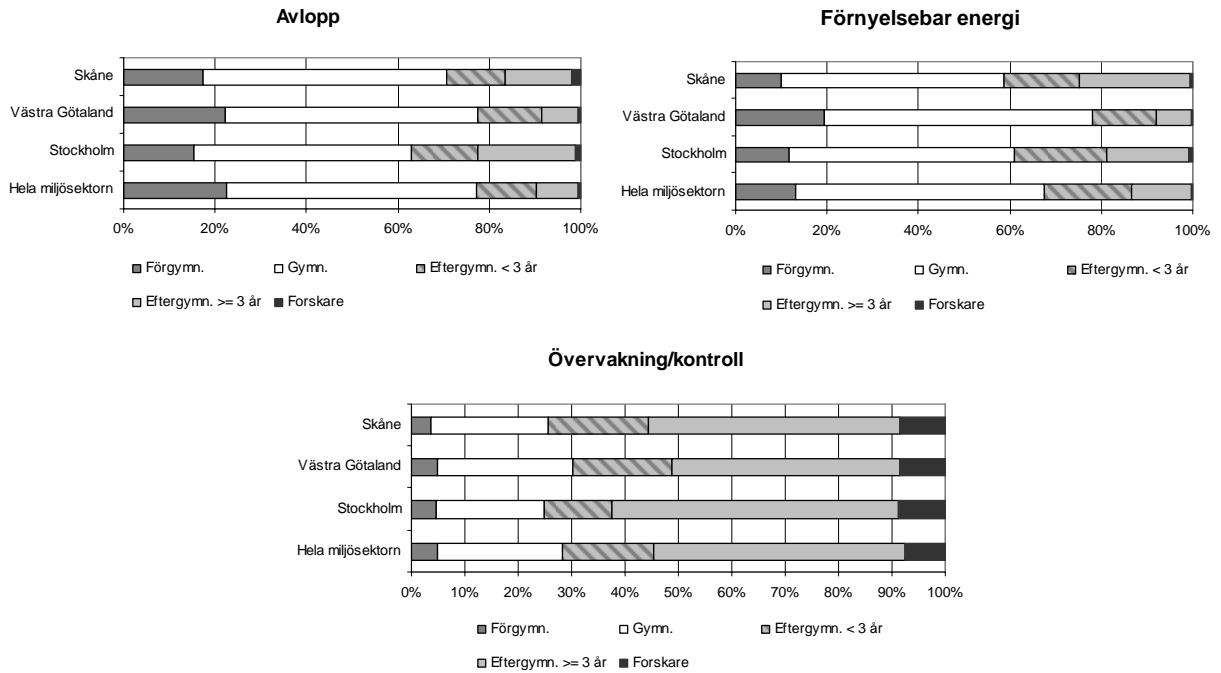 Avlopp
Skåne
Västra Götaland
Stockholm
Hela miljösektorn
0% 20% 40% 60% 80% 100%
Förgymn. Gymn. Eftergymn. < 3 år
Eftergymn. >= 3 år Forskare
Förnyelsebar energi
Skåne
Västra Götaland
Stockholm
Hela miljösektorn
0% 20% 40% 60% 80% 100%
Förgymn. Gymn. Eftergymn. < 3 år
Eftergymn. >= 3 år Forskare
Övervakning/kontroll
Skåne
Västra Götaland
Stockholm
Hela miljösektorn
0% 10% 20% 30% 40% 50% 60% 70% 80% 90% 100%
Förgymn. Gymn. Eftergymn. < 3 år
Eftergymn. >= 3 år Forskare